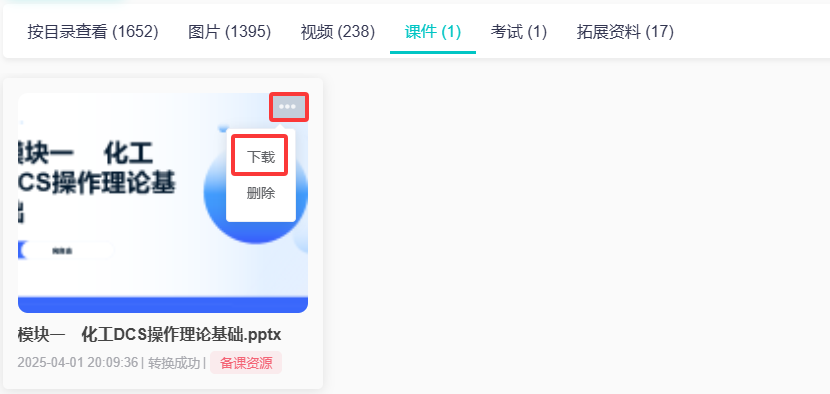 按目录查看 (1652) 图片 (1395) 视频 (238) 课件 (1) 考试 (1) 拓展资料 (17)
模块一 化工
DCS操作理论基
础
下载
删除
模块一 化工DCS操作理论基础.pptx
2025-04-01 20:09:36 | 转换成功 | 备课资源